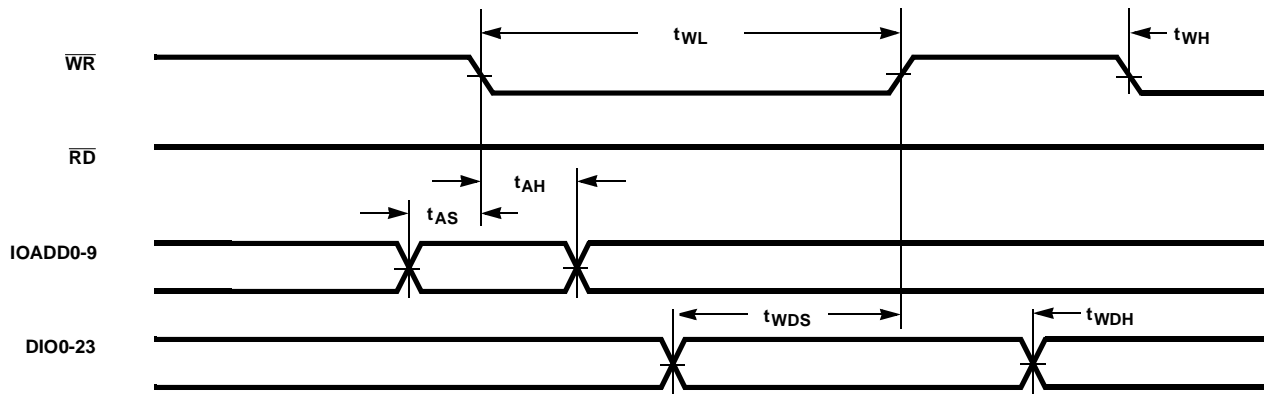 tWL
tWH
WR
RD
tAH
tAS
IOADD0-9
tWDS
tWDH
DIO0-23